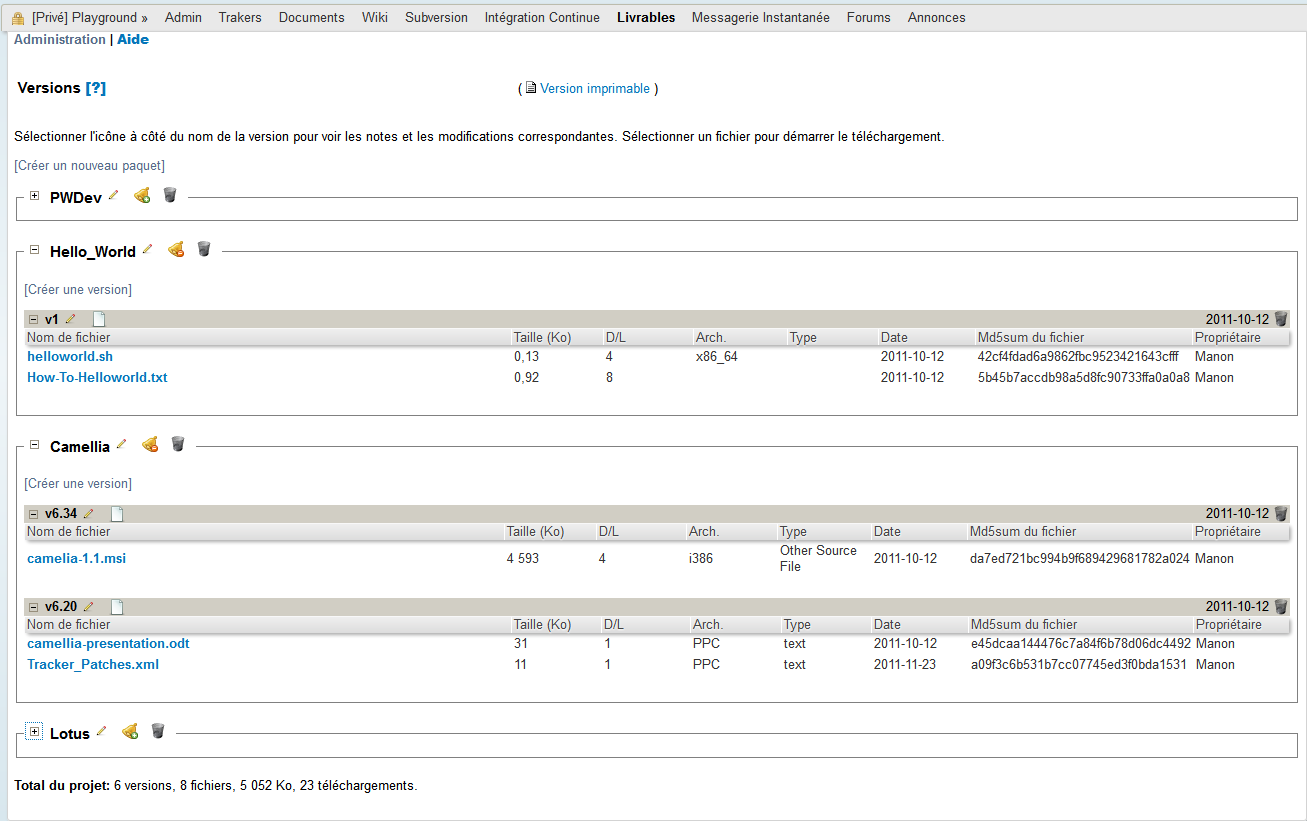 [Privé] Playground » Admin Trakers Documents Wiki Subversion Intégration Continue Livrables Messagerie Instantanée Forums Annonces
Administration | Aide
Versions [?] ( Version imprimable )
Sélectionner l'icône à côté du nom de la version pour voir les notes et les modifications correspondantes. Sélectionner un fichier pour démarrer le téléchargement.
[Créer un nouveau paquet]
PWDev
Hello_World
[Créer une version]
v1 2011-10-12
Nom de fichier Taille (Ko) D/L Arch. Type Date Md5sum du fichier Propriétaire
helloworld.sh 0,13 4 x86_64 2011-10-12 42cf4fdad6a9862fbc9523421643cfff Manon
How-To-Helloworld.txt 0,92 8 2011-10-12 5b45b7accdb98a5d8fc90733ffa0a0a8 Manon
Camellia
[Créer une version]
v6.34 2011-10-12
Nom de fichier Taille (Ko) D/L Arch. Type Date Md5sum du fichier Propriétaire
camelia-1.1.msi 4 593 4 i386 Other Source File 2011-10-12 da7ed721bc994b9f689429681782a024 Manon
v6.20 2011-10-12
Nom de fichier Taille (Ko) D/L Arch. Type Date Md5sum du fichier Propriétaire
camellia-presentation.odt 31 1 PPC text 2011-10-12 e45dcaa144476c7a84f6b78d06dc4492 Manon
Tracker_Patches.xml 11 1 PPC text 2011-11-23 a09f3c6b531b7cc07745ed3f0bda1531 Manon
Lotus
Total du projet: 6 versions, 8 fichiers, 5 052 Ko, 23 téléchargements.